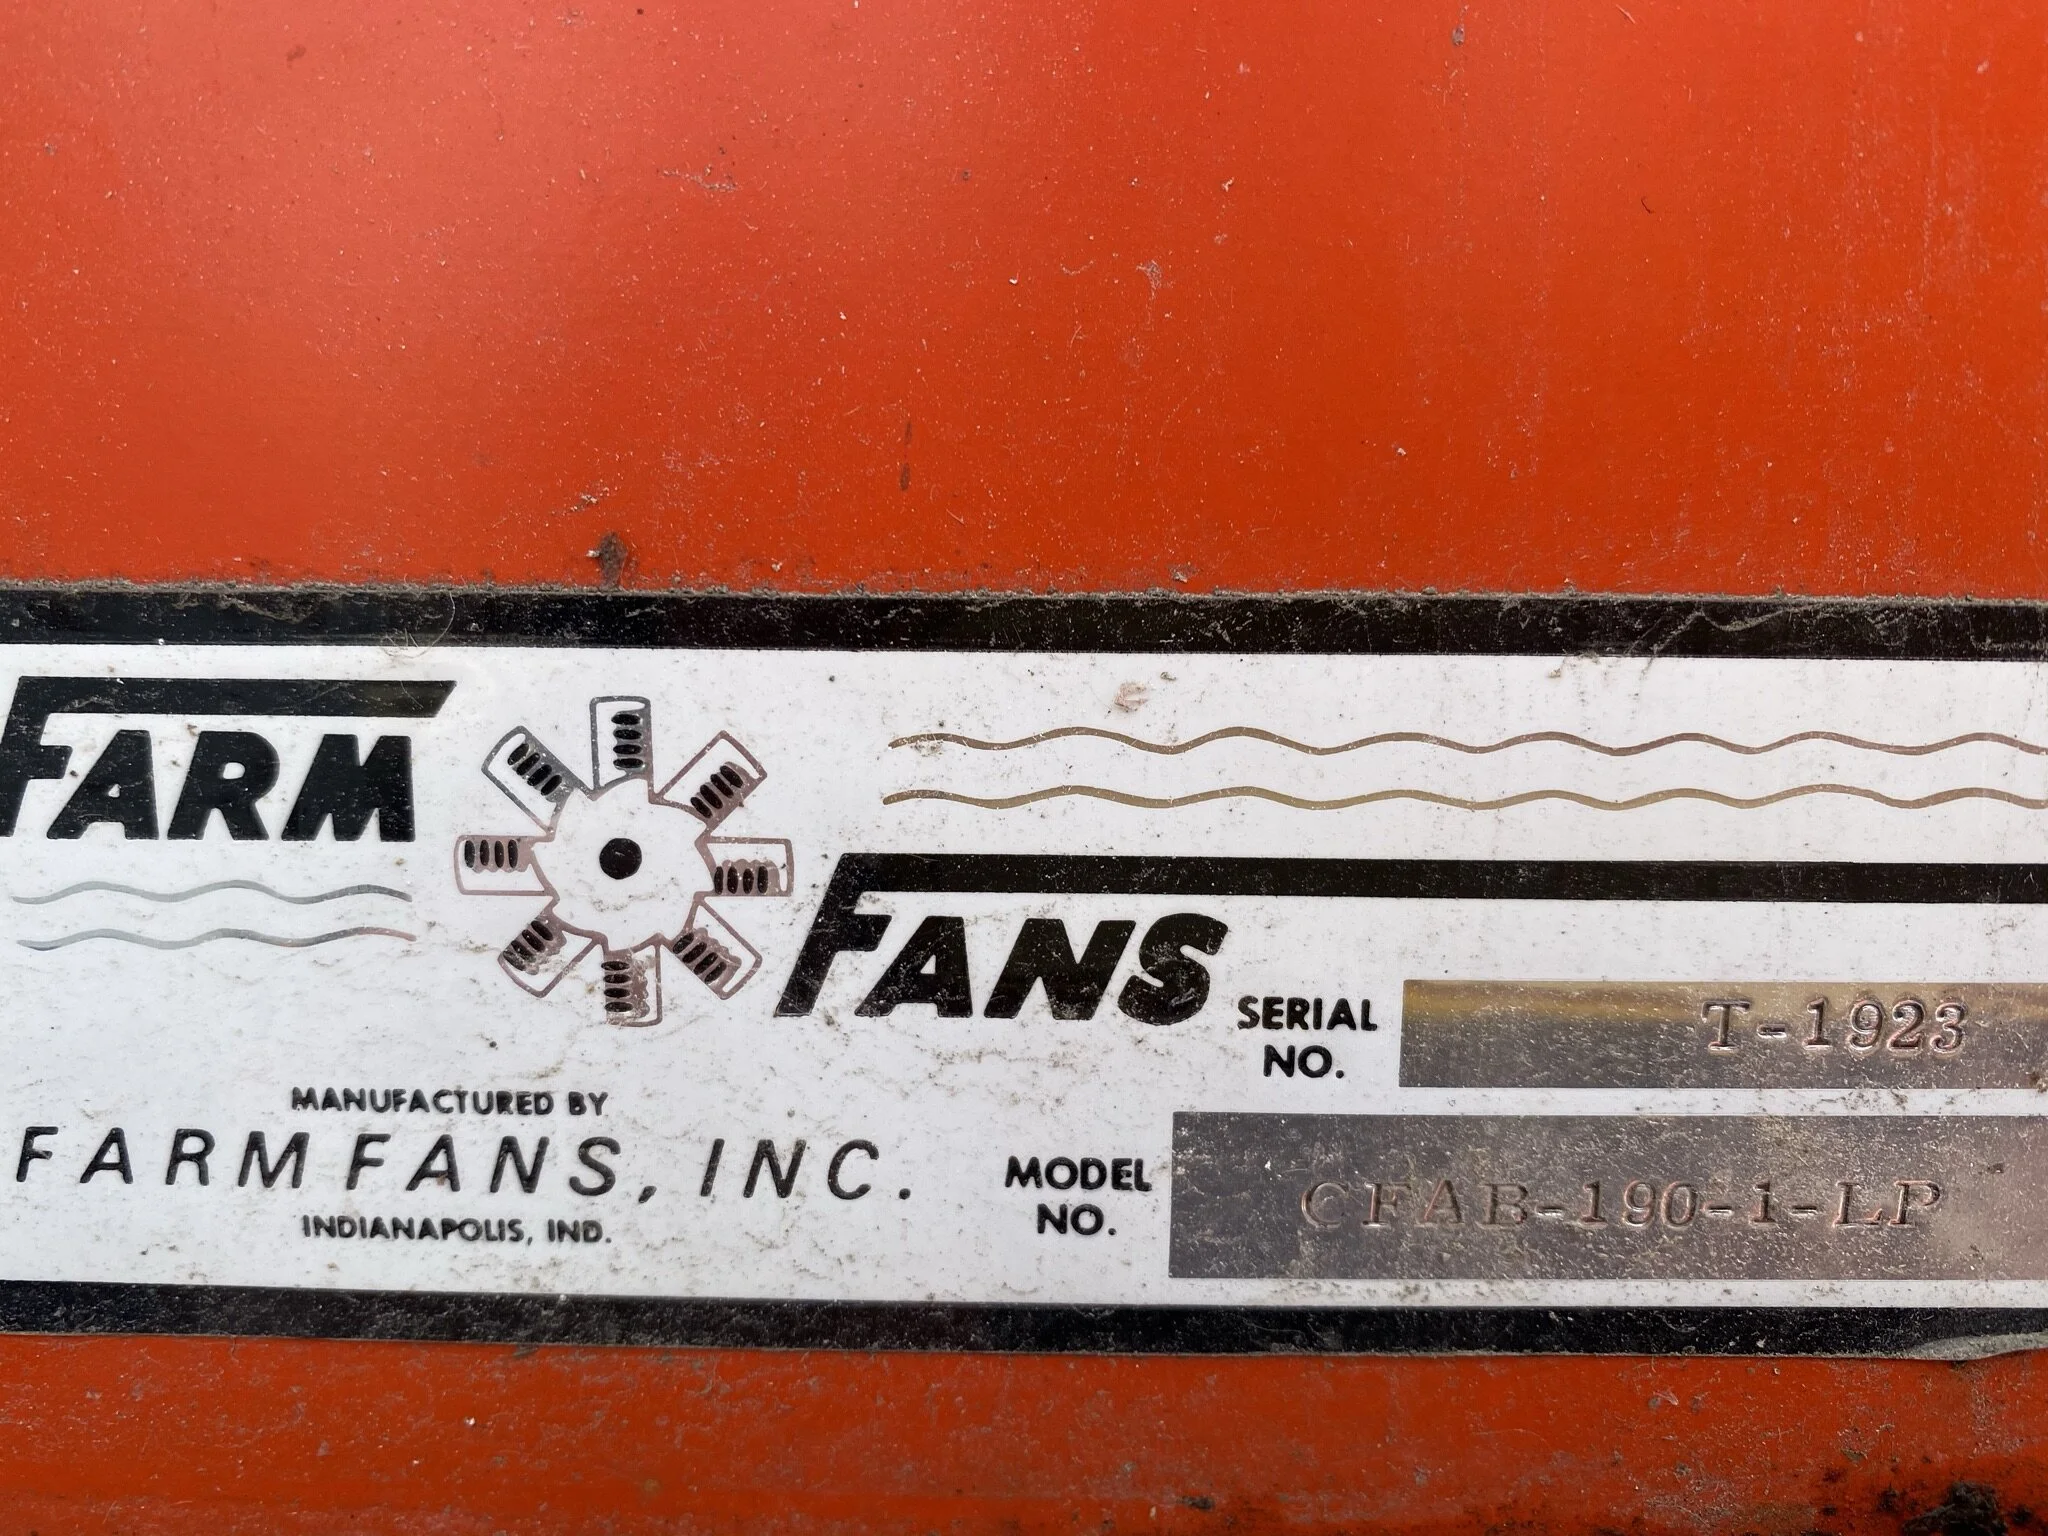 FARM
FANS
SERIAL NO. T-1923
MANUFACTURED BY
FARM FANS, INC.
INDIANAPOLIS, IND.
MODEL NO. CFAB-190-1-LP